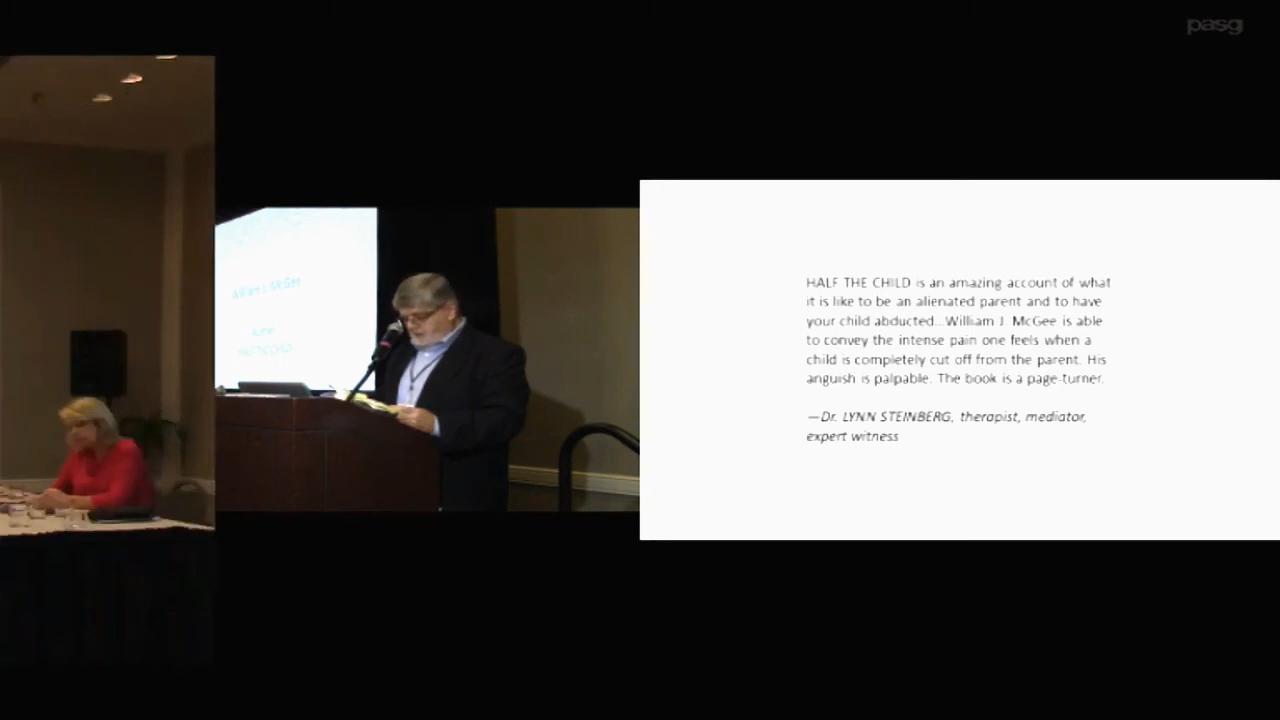 pasg
William J. McGee
HALF THE CHILD is an amazing account of what
it is like to be an alienated parent and to have
your child abducted...William J. McGee is able
to convey the intense pain one feels when a
child is completely cut off from the parent. His
anguish is palpable. The book is a page-turner.
—Dr. LYNN STEINBERG, therapist, mediator,
expert witness